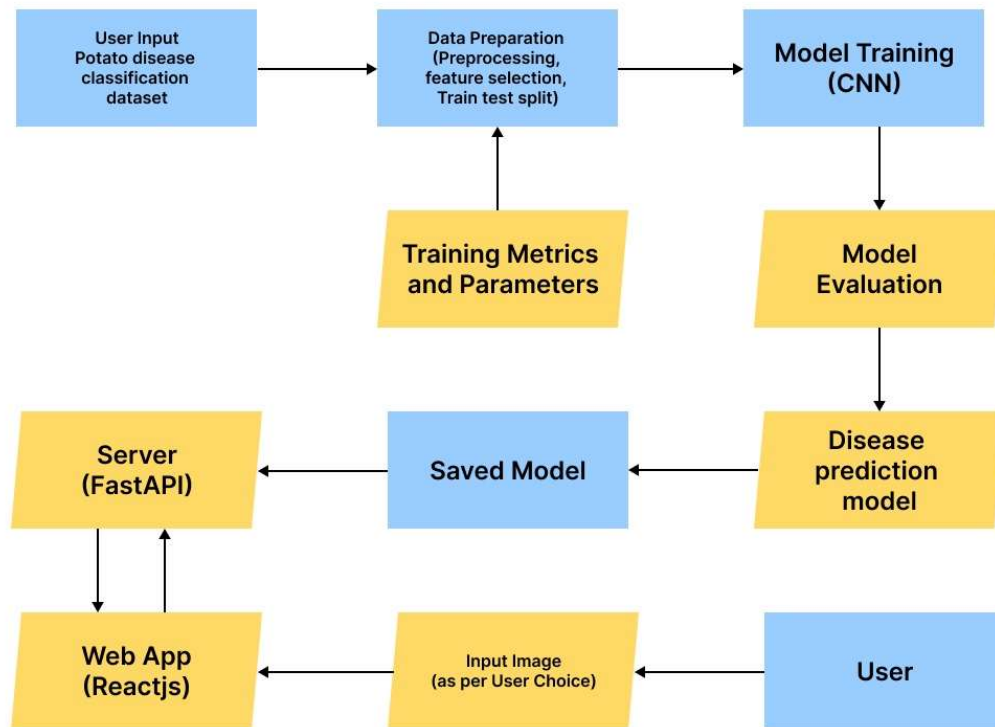 User Input
Potato disease
classification
dataset
Data Preparation
(Preprocessing,
feature selection,
Train test split)
Model Training
(CNN)
Training Metrics
and Parameters
Model
Evaluation
Server
(FastAPI)
Saved Model
Disease
prediction
model
Web App
(Reactjs)
Input Image
(as per User Choice)
User